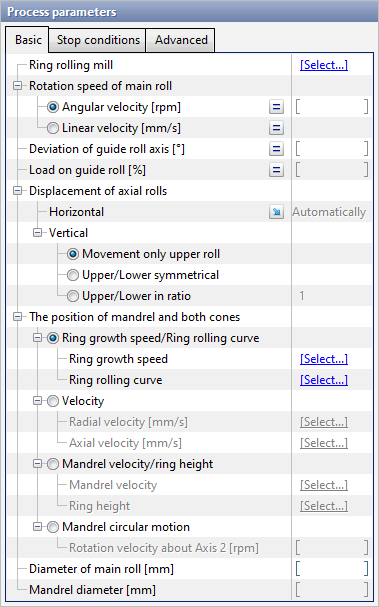 Process parameters
Basic Stop conditions Advanced
Ring rolling mill [Select...]
Rotation speed of main roll
Angular velocity [rpm] = [ ]
Linear velocity [mm/s] =
Deviation of guide roll axis [°] = [ ]
Load on guide roll [%] = [ ]
Displacement of axial rolls
Horizontal Automatically
Vertical
Movement only upper roll
Upper/Lower symmetrical
Upper/Lower in ratio 1
The position of mandrel and both cones
Ring growth speed/Ring rolling curve
Ring growth speed [Select...]
Ring rolling curve [Select...]
Velocity
Radial velocity [mm/s] [Select...]
Axial velocity [mm/s] [Select...]
Mandrel velocity/ring height
Mandrel velocity [Select...]
Ring height [Select...]
Mandrel circular motion
Rotation velocity about Axis 2 [rpm] [ ]
Diameter of main roll [mm] [ ]
Mandrel diameter [mm] [ ]